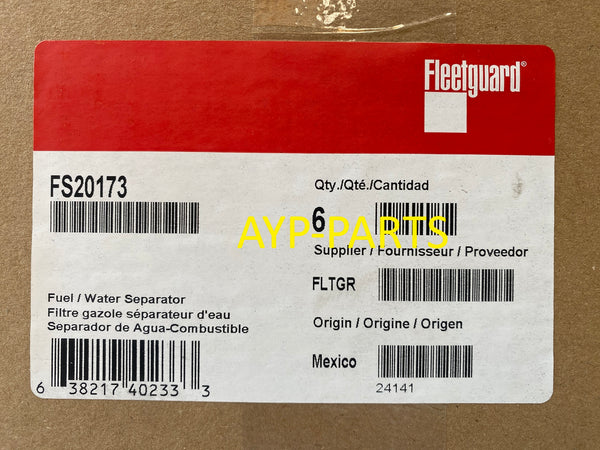 Fleetguard®
FS20173
Qty./Qté./Cantidad
6
AYP-PARTS
Supplier / Fournisseur / Proveedor
FLTGR
Fuel / Water Separator
Filtre gazole séparateur d'eau
Separador de Agua-Combustible
Origin / Origine / Origen
Mexico
24141
6 38217 40233 3